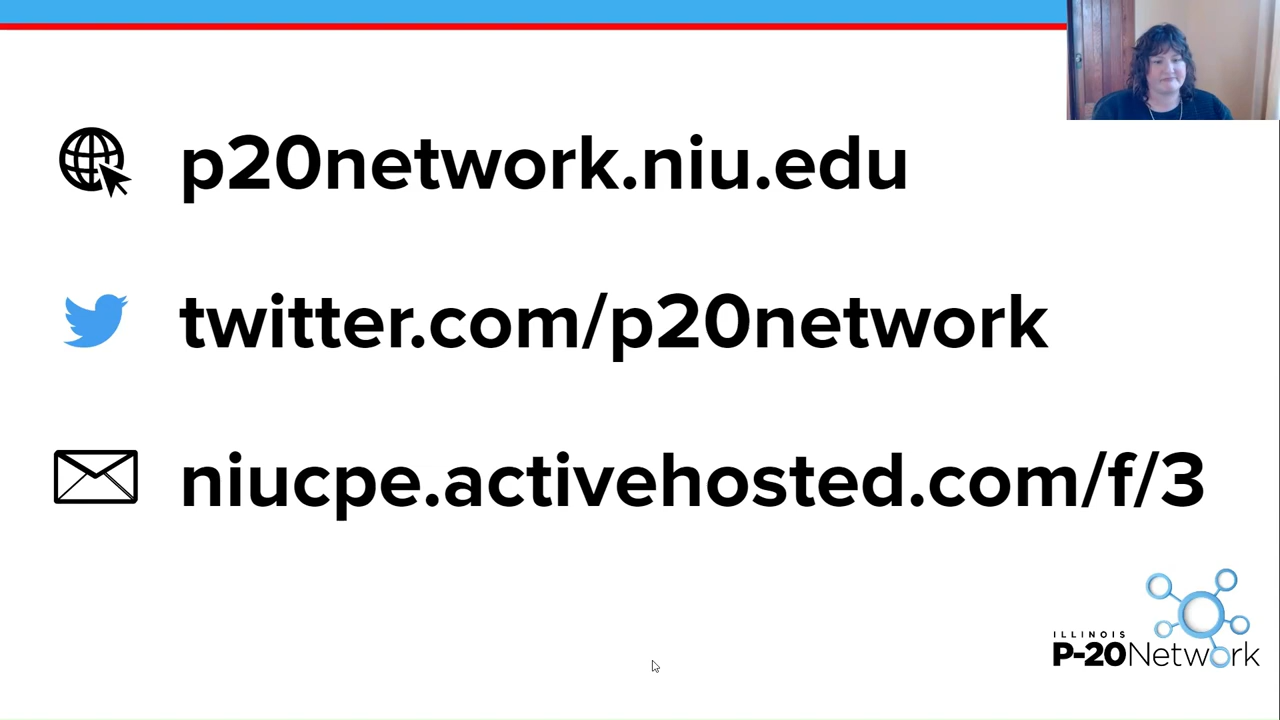 p20network.niu.edu
twitter.com/p20network
niucpe.activehosted.com/f/3
ILLINOIS
P-20Network